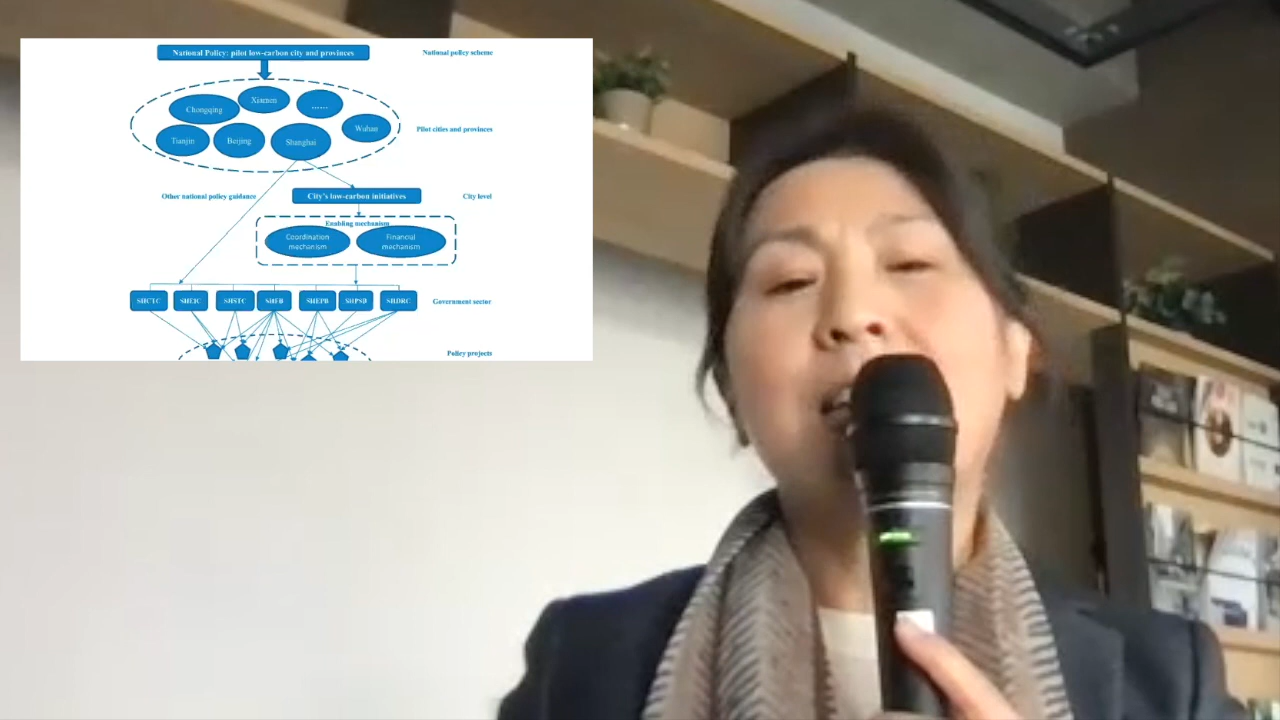 National Policy: pilot low-carbon city and provinces
National policy scheme
Xiamen
Chongqing
......
Wuhan
Pilot cities and provinces
Tianjin
Beijing
Shanghai
Other national policy guidance
City's low-carbon initiatives
City level
Enabling mechanism
Coordination
mechanism
Financial
mechanism
SHCTC
SHEIC
SHSTC
SHFB
SHEPB
SHPSB
SHDRC
Government sector
Policy projects